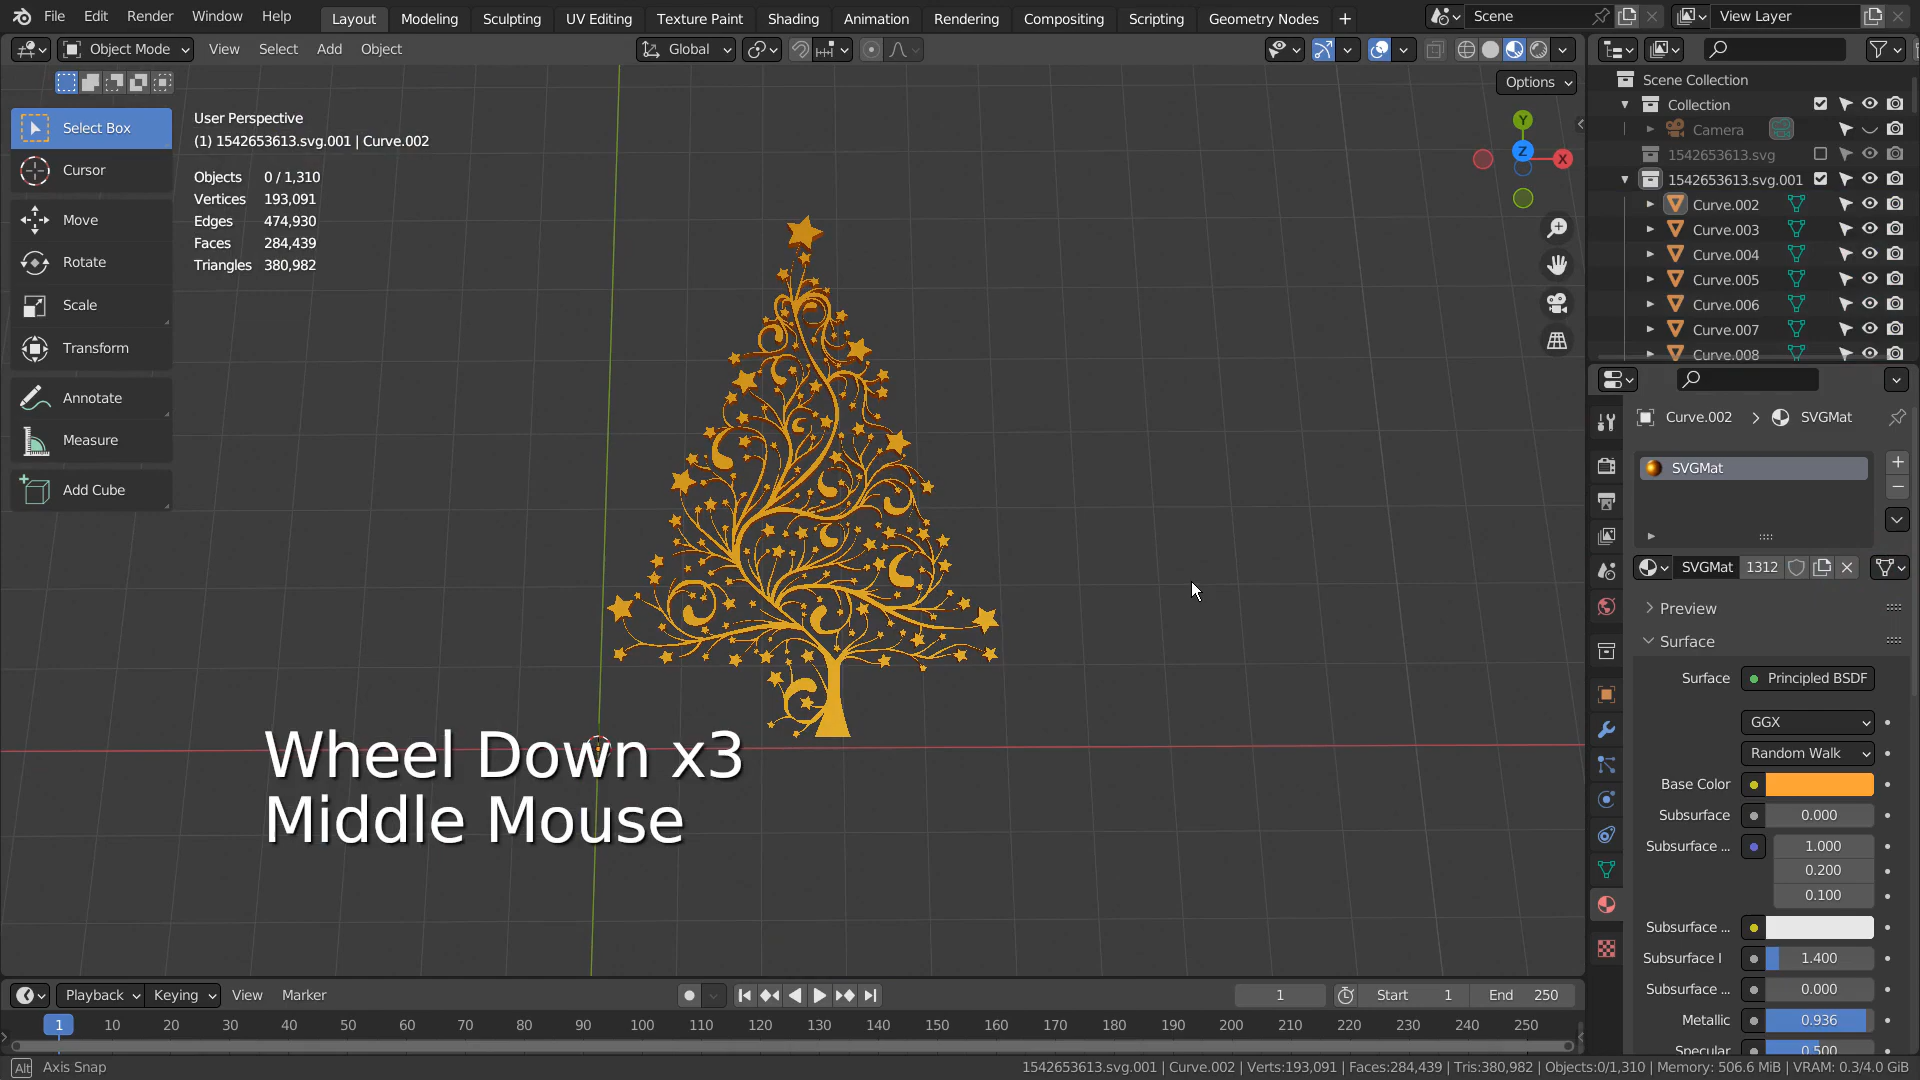 File Edit Render Window Help Layout Modeling Sculpting UV Editing Texture Paint Shading Animation Rendering Compositing Scripting Geometry Nodes + Scene View Layer
Object Mode View Select Add Object Global
Options
Select Box
Cursor
Move
Rotate
Scale
Transform
Annotate
Measure
Add Cube
User Perspective
(1) 1542653613.svg.001 | Curve.002
Objects 0 / 1,310
Vertices 193,091
Edges 474,930
Faces 284,439
Triangles 380,982
Y
Z
X
Wheel Down x3
Middle Mouse
Scene Collection
Collection
Camera
1542653613.svg
1542653613.svg.001
Curve.002
Curve.003
Curve.004
Curve.005
Curve.006
Curve.007
Curve.008
Curve.002 > SVGMat
SVGMat
SVGMat 1312
Preview
Surface
Surface Principled BSDF
GGX
Random Walk
Base Color
Subsurface 0.000
Subsurface ... 1.000
0.200
0.100
Subsurface ...
Subsurface I 1.400
Subsurface ... 0.000
Metallic 0.936
Specular 0.500
Playback Keying View Marker 1 Start 1 End 250
1 10 20 30 40 50 60 70 80 90 100 110 120 130 140 150 160 170 180 190 200 210 220 230 240 250
Alt Axis Snap
1542653613.svg.001 | Curve.002 | Verts:193,091 | Faces:284,439 | Tris:380,982 | Objects:0/1,310 | Memory: 506.6 MiB | VRAM: 0.3/4.0 GiB